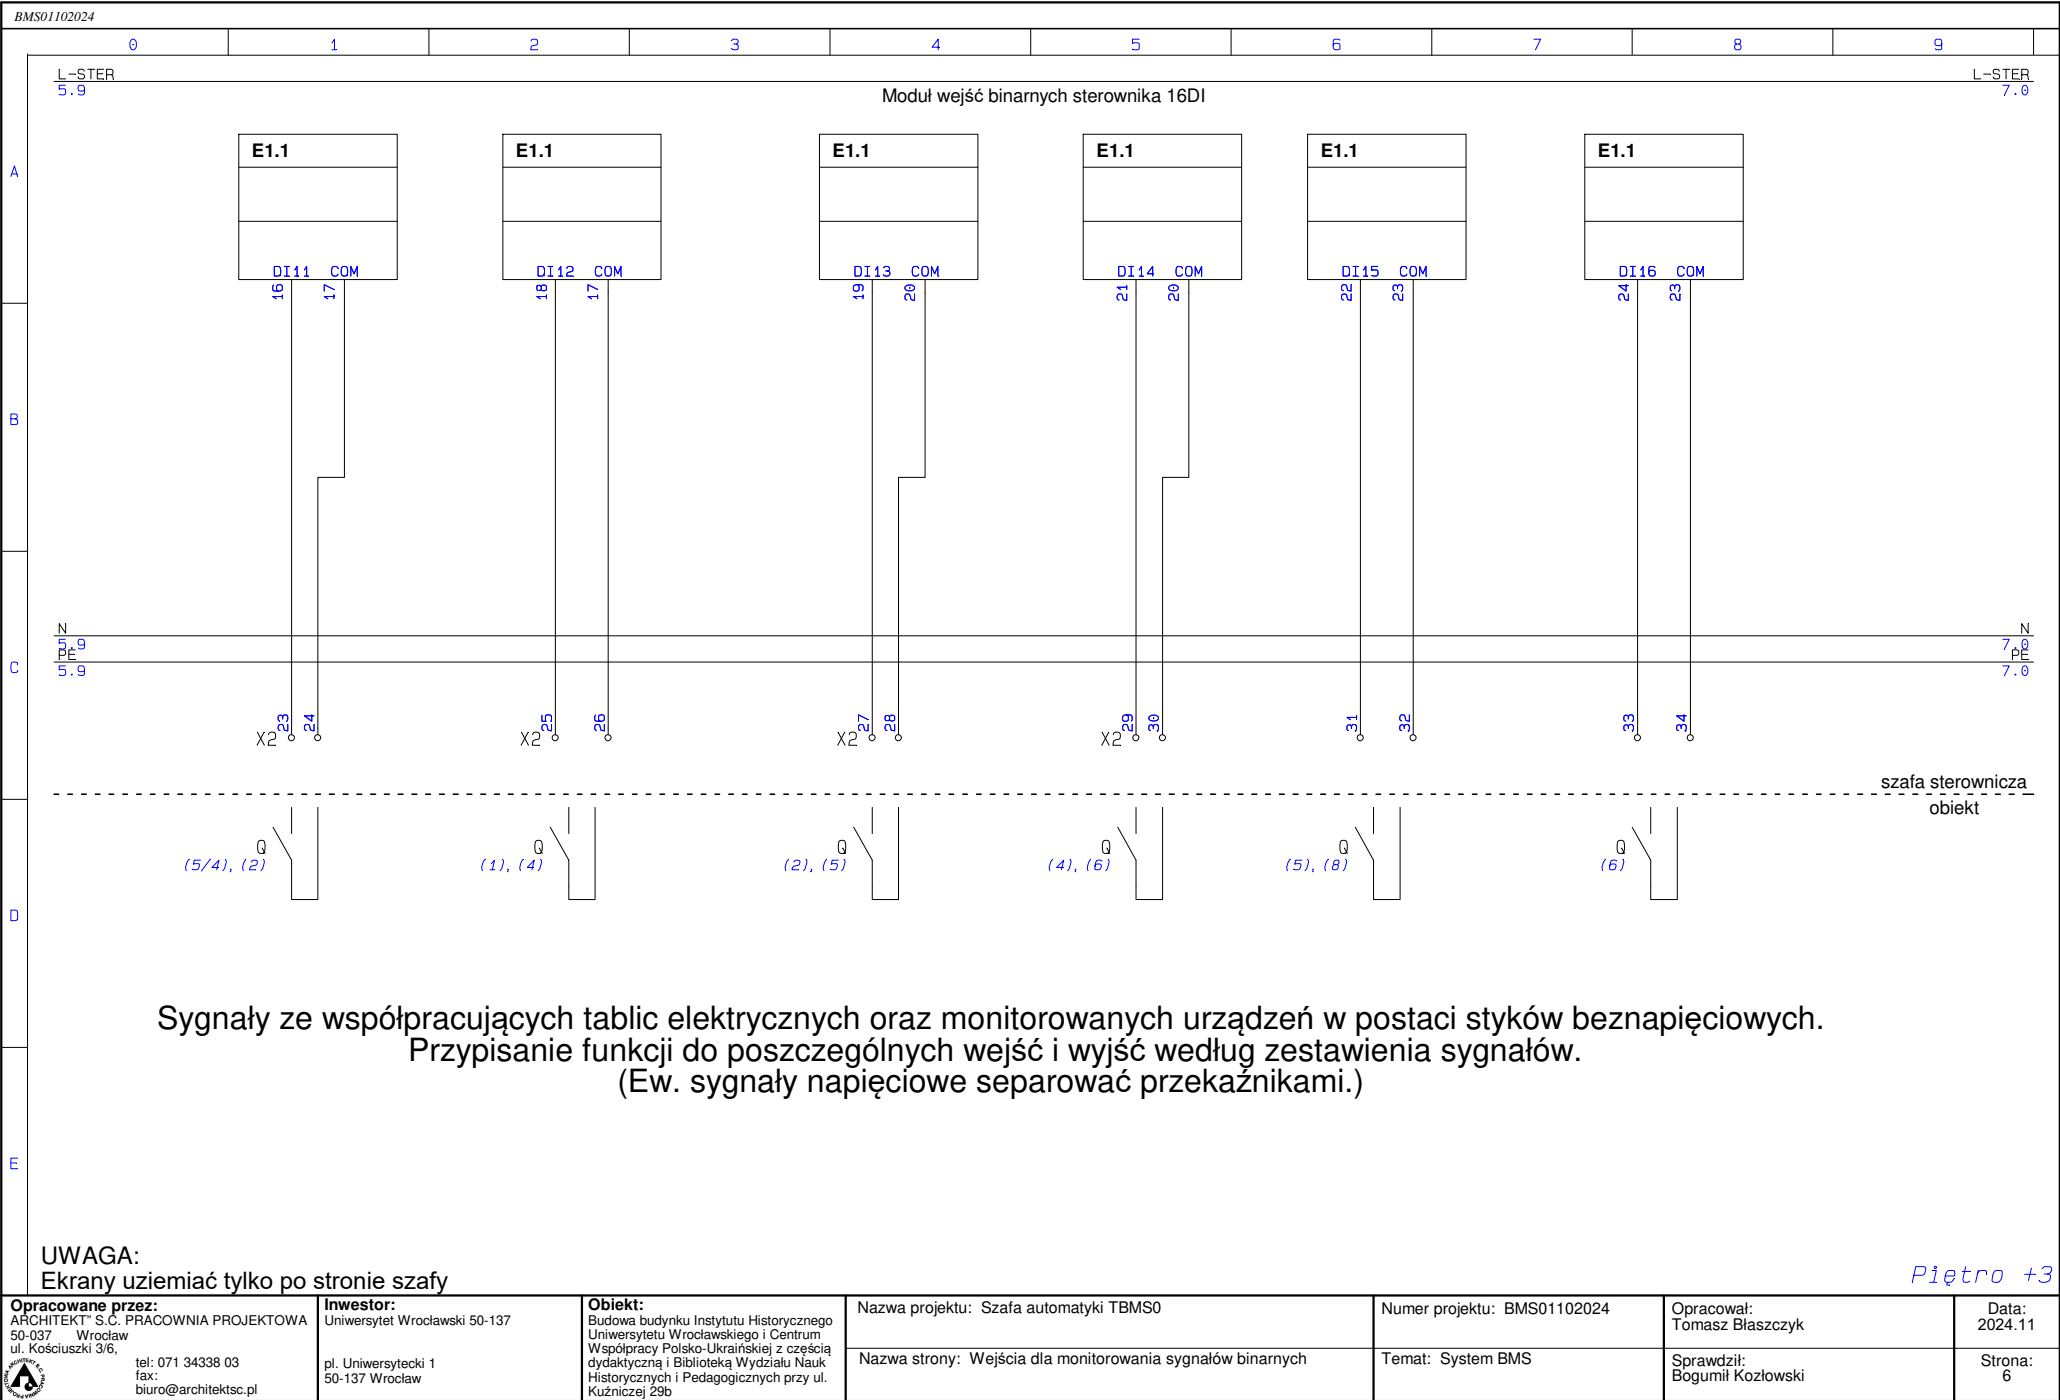 BMS01102024
0 1 2 3 4 5 6 7 8 9
L-STER L-STER
5.9 7.0
Moduł wejść binarnych sterownika 16DI
E1.1 E1.1 E1.1 E1.1 E1.1 E1.1
A
DI11 COM DI12 COM DI13 COM DI14 COM DI15 COM DI16 COM
16 17 18 17 19 20 21 20 22 23 24 23
B
N N
5.9 7.0
PE PE
C
5.9 7.0
23 24 25 26 27 28 29 30 31 32 33 34
X2 X2 X2 X2
szafa sterownicza
obiekt
Q Q Q Q Q Q
(5/4), (2) (1), (4) (2), (5) (4), (6) (5), (8) (6)
D
Sygnały ze współpracujących tablic elektrycznych oraz monitorowanych urządzeń w postaci styków beznapięciowych.
Przypisanie funkcji do poszczególnych wejść i wyjść według zestawienia sygnałów.
(Ew. sygnały napięciowe separować przekaźnikami.)
E
UWAGA:
Ekrany uziemiać tylko po stronie szafy
Piętro +3
Opracowane przez:
ARCHITEKT" S.C. PRACOWNIA PROJEKTOWA
50-037 Wrocław
ul. Kościuszki 3/6,
tel: 071 34338 03
fax:
biuro@architektsc.pl
Inwestor:
Uniwersytet Wrocławski 50-137
pl. Uniwersytecki 1
50-137 Wrocław
Obiekt:
Budowa budynku Instytutu Historycznego
Uniwersytetu Wrocławskiego i Centrum
Współpracy Polsko-Ukraińskiej z częścią
dydaktyczną i Biblioteką Wydziału Nauk
Historycznych i Pedagogicznych przy ul.
Kuźniczej 29b
Nazwa projektu: Szafa automatyki TBMS0
Nazwa strony: Wejścia dla monitorowania sygnałów binarnych
Numer projektu: BMS01102024
Temat: System BMS
Opracował:
Tomasz Błaszczyk
Sprawdził:
Bogumił Kozłowski
Data:
2024.11
Strona:
6